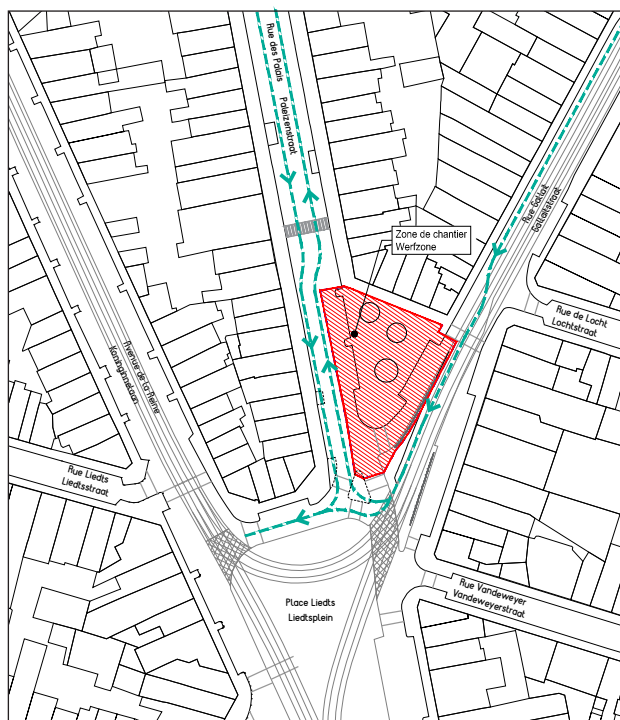 Rue des Palais
Paleizenstraat
Zone de chantier
Werfzone
Rue Gallait
Gallaitstraat
Rue de Locht
Lochtstraat
Avenue de la Reine
Koninginnelaan
Rue Liedts
Liedtsstraat
Place Liedts
Liedtsplein
Rue Vandeweyer
Vandeweyerstraat